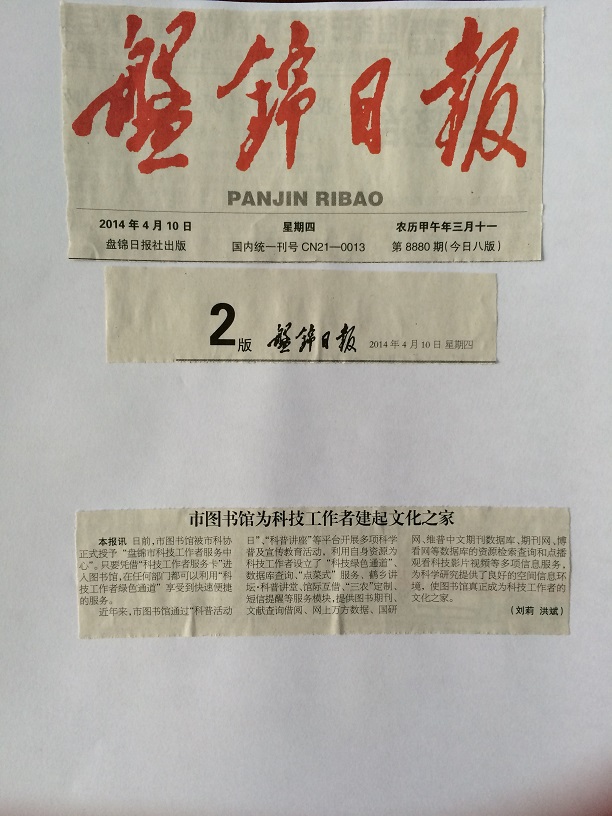 盤錦日報
PANJIN RIBAO
2014年4月10日 星期四 农历甲午年三月十一
盘锦日报社出版 国内统一刊号 CN21—0013 第8880期(今日八版)
2版 盤錦日報 2014年4月10日 星期四
市图书馆为科技工作者建起文化之家
本报讯 日前,市图书馆被市科协
正式授予“盘锦市科技工作者服务中
心”。只要凭借“科技工作者服务卡”进
入图书馆,在任何部门都可以利用“科
技工作者绿色通道”享受到快速便捷
的服务。
近年来,市图书馆通过“科普活动
日”、“科普讲座”等平台开展多项科学
普及宣传教育活动,利用自身资源为
科技工作者设立了“科技绿色通道”、
数据库查询、“点菜式”服务、鹤乡讲
坛·科普讲堂、馆际互借、“三农”定制、
短信提醒等服务模块,提供图书期刊、
文献查询借阅、网上万方数据、国研
网、维普中文期刊数据库、期刊网、博
看网等数据库的资源检索查询和点播
观看科技影片视频等多项信息服务,
为科学研究提供了良好的空间信息环
境,使图书馆真正成为科技工作者的
文化之家。
(刘莉 洪斌)